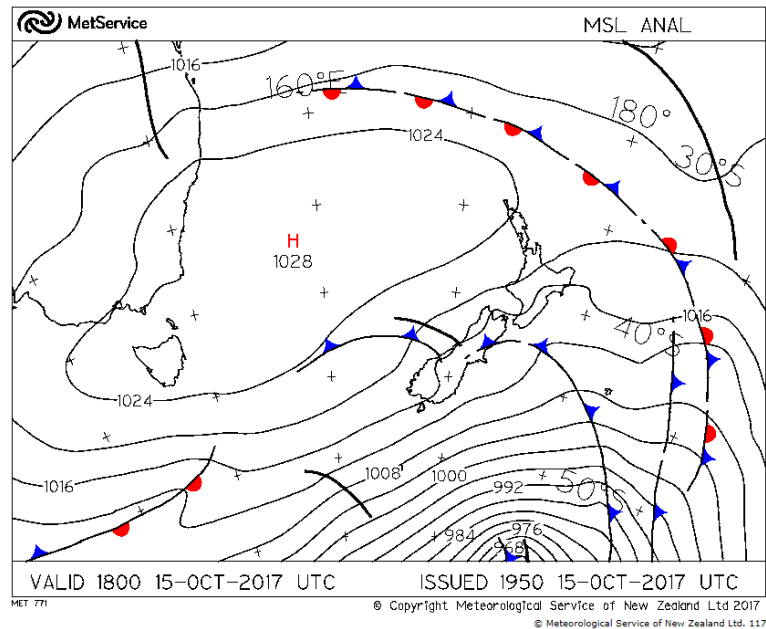 MetService
MSL ANAL
1016
160°E
180°
1024
30°S
H
1028
1016
40°S
1024
1008
1000
1016
992
50°S
984
976
968
VALID 1800 15-OCT-2017 UTC
ISSUED 1950 15-OCT-2017 UTC
MET 771
© Copyright Meteorological Service of New Zealand Ltd 2017
© Meteorological Service of New Zealand Ltd. 117